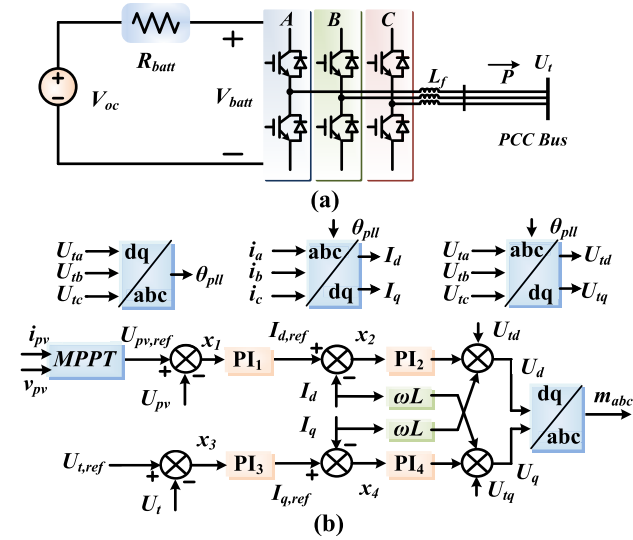 A B C
R_batt
V_oc
V_batt
L_f
P
U_t
PCC Bus
(a)
U_ta
U_tb
U_tc
dq
abc
θ_pll
i_a
i_b
i_c
θ_pll
abc
dq
I_d
I_q
U_ta
U_tb
U_tc
θ_pll
abc
dq
U_td
U_tq
i_pv
v_pv
MPPT
U_pv,ref
x_1
U_pv
PI_1
I_d,ref
x_2
PI_2
U_td
U_d
I_d
ωL
I_q
ωL
dq
abc
m_abc
U_t,ref
x_3
U_t
PI_3
I_q,ref
x_4
PI_4
U_tq
U_q
(b)